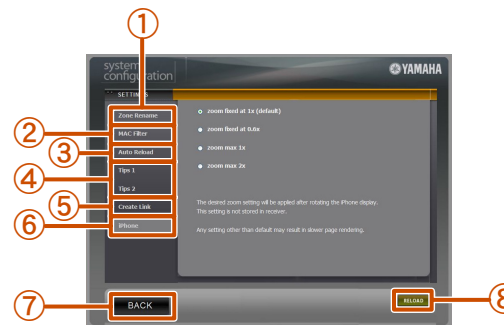 ①
system
configuration
YAMAHA
SETTINGS
Zone Rename
zoom fixed at 1x (default)
②
MAC Filter
zoom fixed at 0.6x
③
Auto Reload
zoom max 1x
④
Tips 1
zoom max 2x
Tips 2
⑤
Create Link
The desired zoom setting will be applied after rotating the iPhone display.
This setting is not stored in receiver.
⑥
iPhone
Any setting other than default may result in slower page rendering.
⑦
BACK
RELOAD
⑧